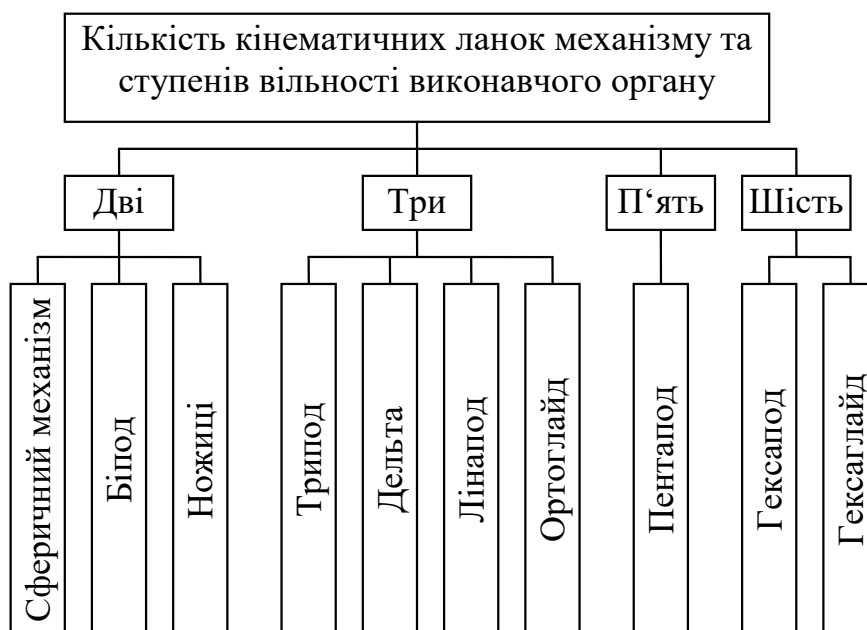 Кількість кінематичних ланок механізму та
ступенів вільності виконавчого органу
Дві
Три
П‘ять
Шість
Сферичний механізм
Біпод
Ножиці
Трипод
Дельта
Лінапод
Ортоглайд
Пентапод
Гексапод
Гексаглайд